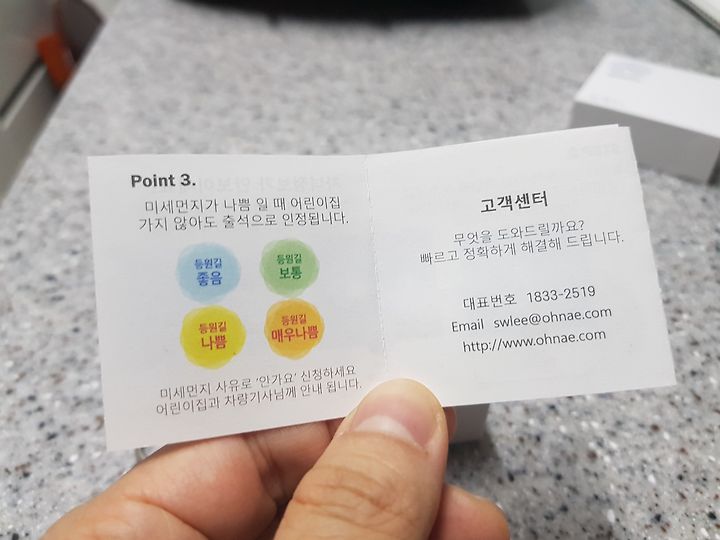 Point 3.
미세먼지가 나쁨 일 때 어린이집
가지 않아도 출석으로 인정됩니다.
등원길
좋음
등원길
보통
등원길
나쁨
등원길
매우나쁨
미세먼지 사유로 '안가요' 신청하세요
어린이집과 차량기사님께 안내 됩니다.
고객센터
무엇을 도와드릴까요?
빠르고 정확하게 해결해 드립니다.
대표번호 1833-2519
Email swlee@ohnae.com
http://www.ohnae.com